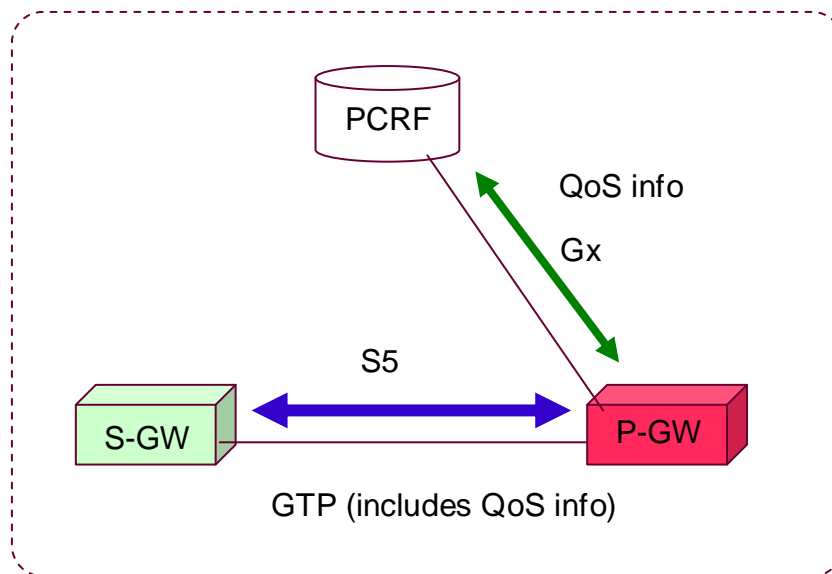 PCRF
QoS info
Gx
S5
S-GW
P-GW
GTP (includes QoS info)